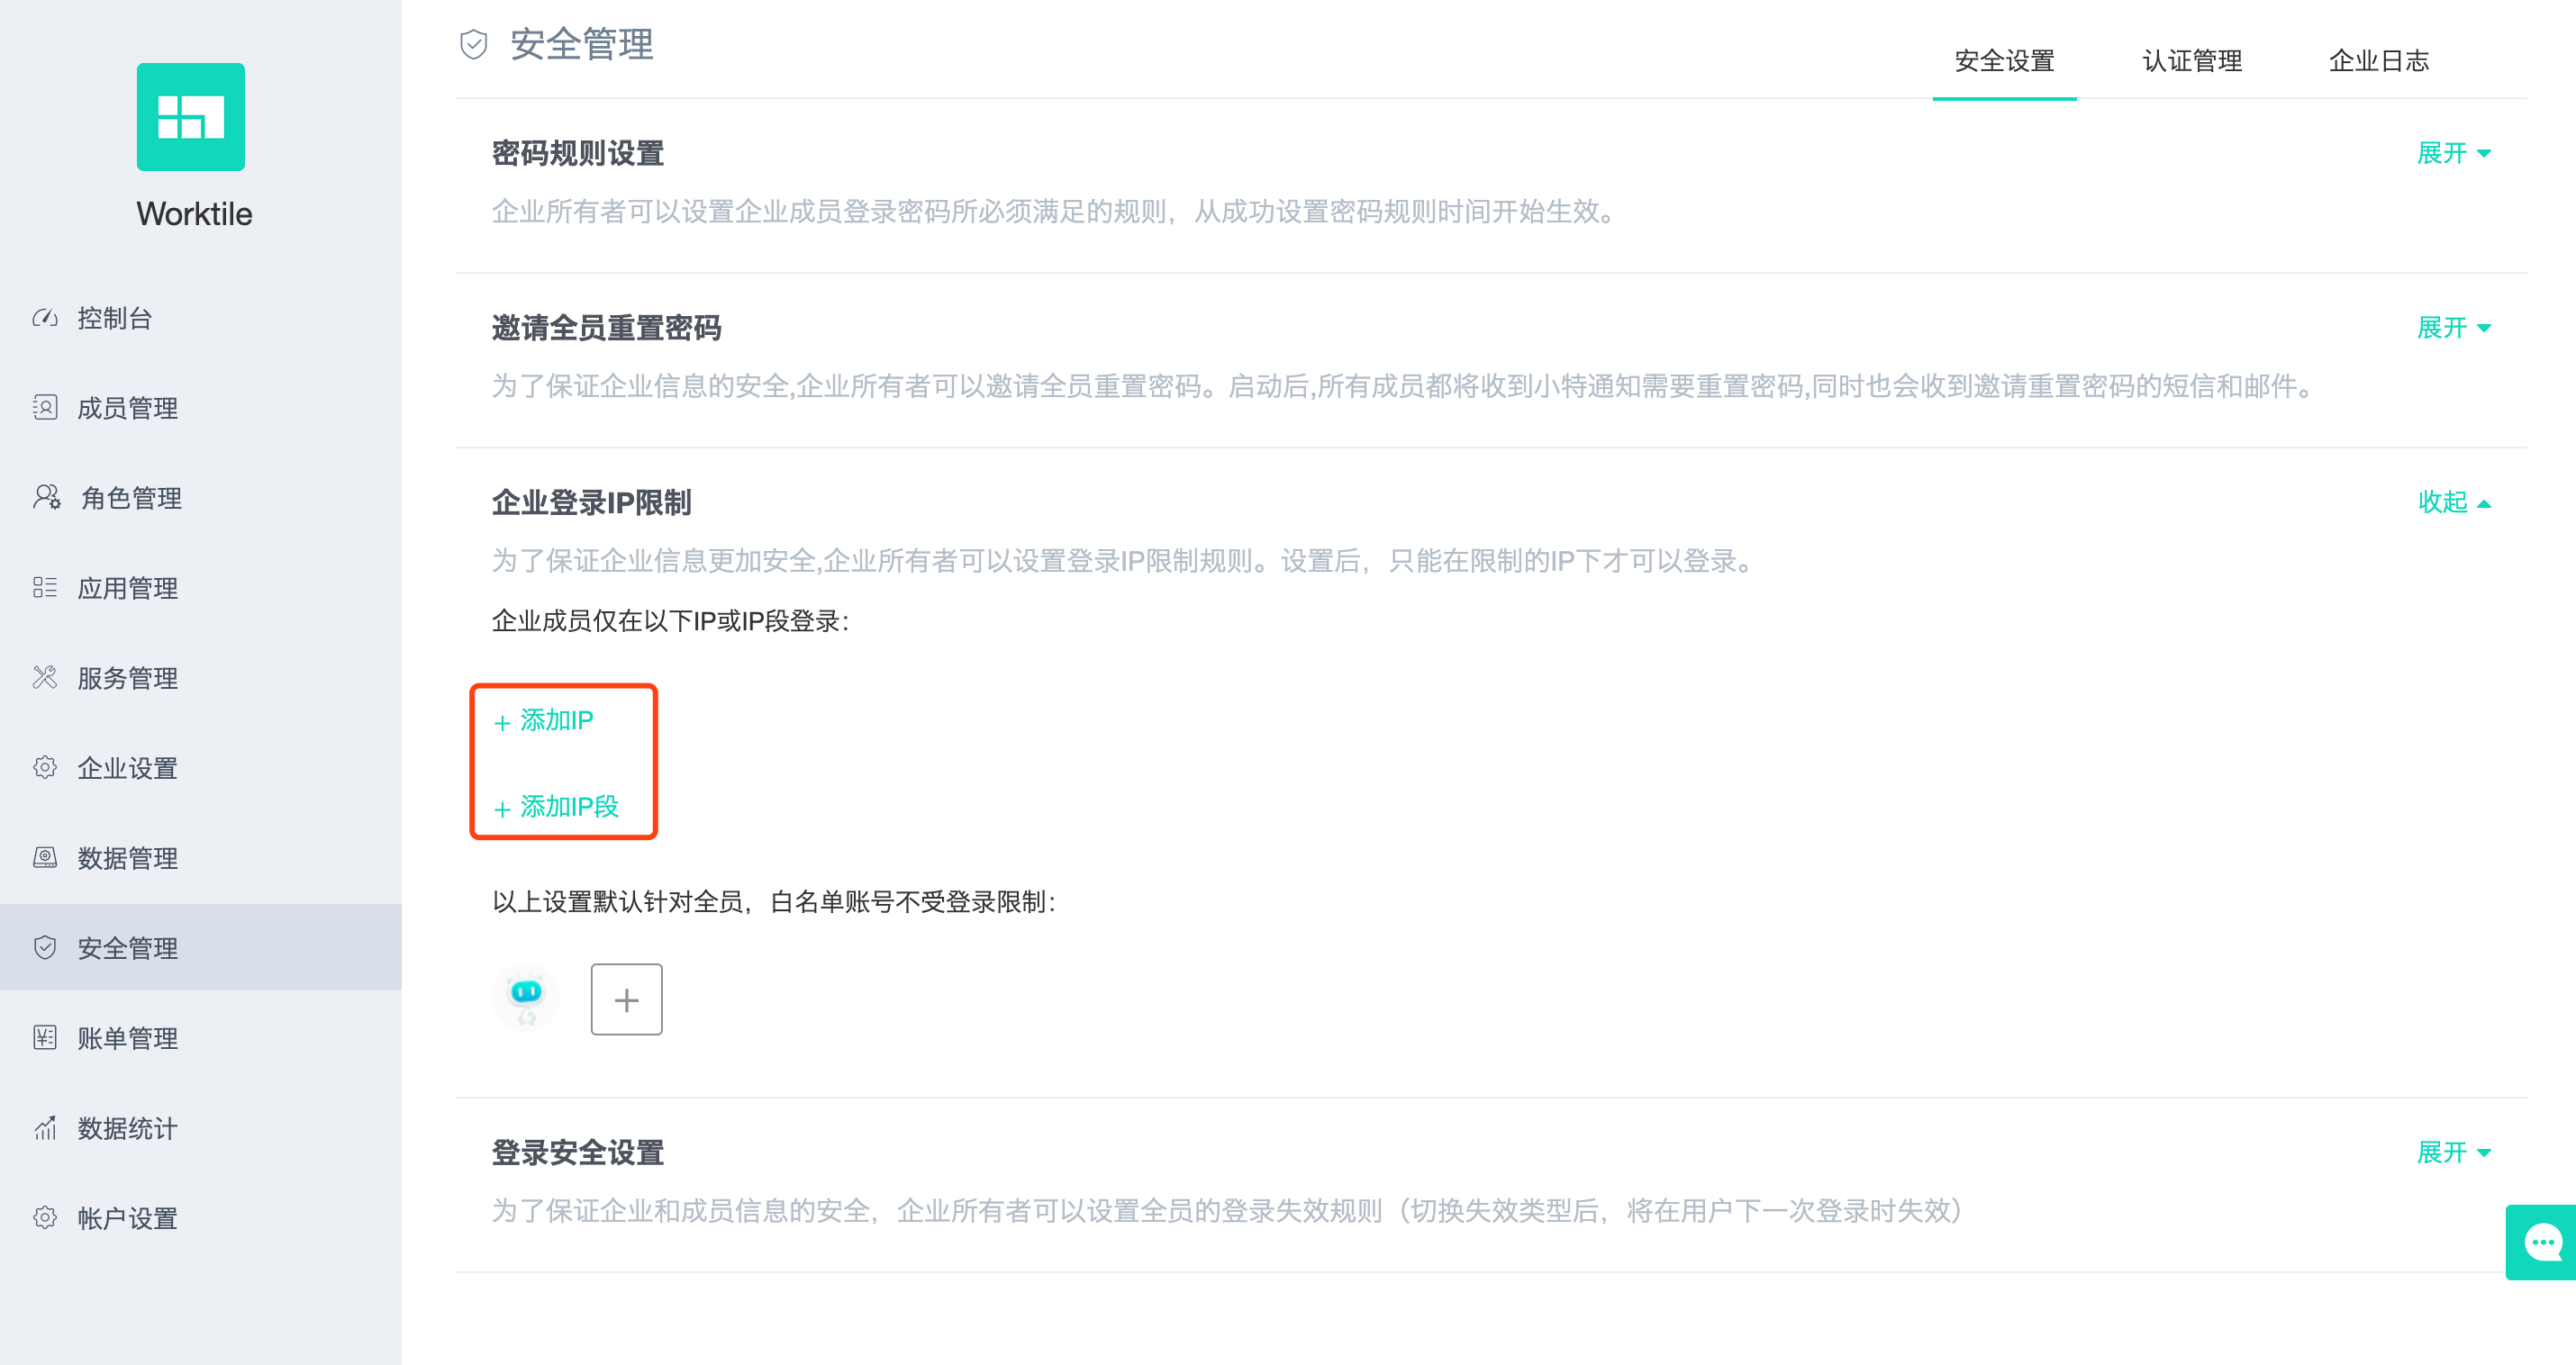 Worktile
控制台
成员管理
角色管理
应用管理
服务管理
企业设置
数据管理
安全管理
账单管理
数据统计
帐户设置
安全管理
安全设置 认证管理 企业日志
密码规则设置 展开
企业所有者可以设置企业成员登录密码所必须满足的规则，从成功设置密码规则时间开始生效。
邀请全员重置密码 展开
为了保证企业信息的安全,企业所有者可以邀请全员重置密码。启动后,所有成员都将收到小特通知需要重置密码,同时也会收到邀请重置密码的短信和邮件。
企业登录IP限制 收起
为了保证企业信息更加安全,企业所有者可以设置登录IP限制规则。设置后，只能在限制的IP下才可以登录。
企业成员仅在以下IP或IP段登录：
+ 添加IP
+ 添加IP段
以上设置默认针对全员，白名单账号不受登录限制：
登录安全设置 展开
为了保证企业和成员信息的安全，企业所有者可以设置全员的登录失效规则（切换失效类型后，将在用户下一次登录时失效）